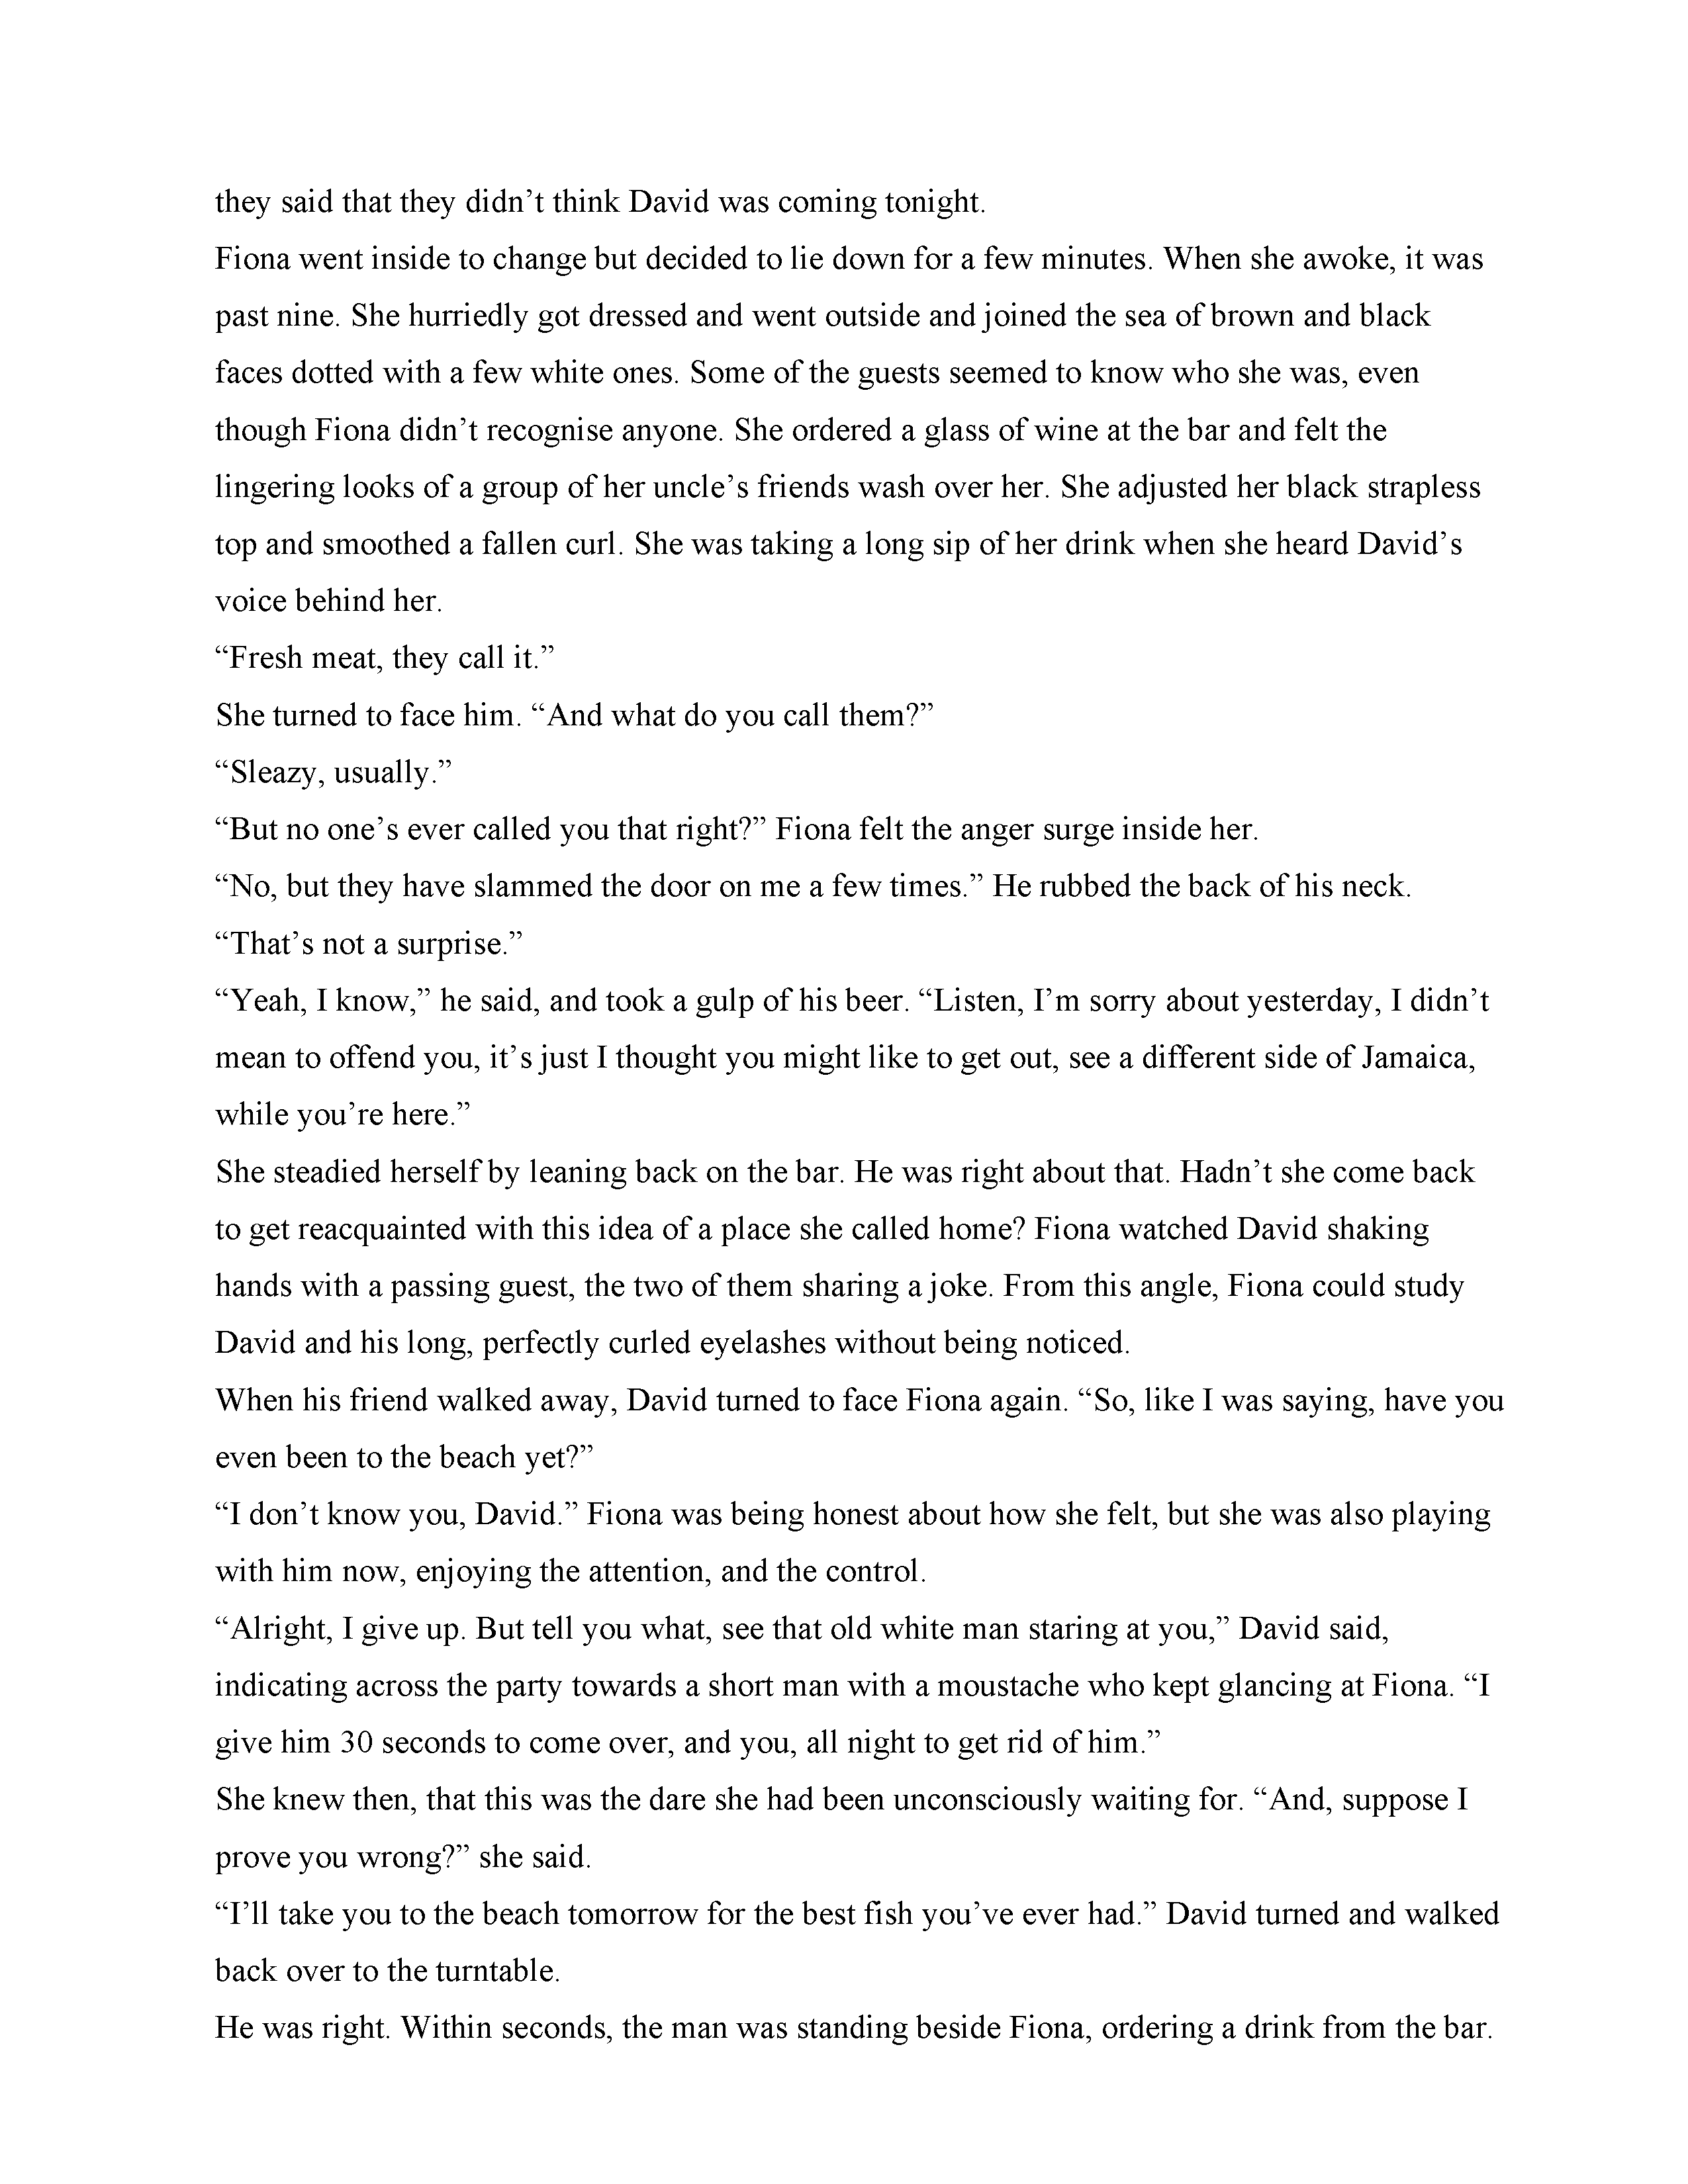 they said that they didn’t think David was coming tonight.
Fiona went inside to change but decided to lie down for a few minutes. When she awoke, it was
past nine. She hurriedly got dressed and went outside and joined the sea of brown and black
faces dotted with a few white ones. Some of the guests seemed to know who she was, even
though Fiona didn’t recognise anyone. She ordered a glass of wine at the bar and felt the
lingering looks of a group of her uncle’s friends wash over her. She adjusted her black strapless
top and smoothed a fallen curl. She was taking a long sip of her drink when she heard David’s
voice behind her.
“Fresh meat, they call it.”
She turned to face him. “And what do you call them?”
“Sleazy, usually.”
“But no one’s ever called you that right?” Fiona felt the anger surge inside her.
“No, but they have slammed the door on me a few times.” He rubbed the back of his neck.
“That’s not a surprise.”
“Yeah, I know,” he said, and took a gulp of his beer. “Listen, I’m sorry about yesterday, I didn’t
mean to offend you, it’s just I thought you might like to get out, see a different side of Jamaica,
while you’re here.”
She steadied herself by leaning back on the bar. He was right about that. Hadn’t she come back
to get reacquainted with this idea of a place she called home? Fiona watched David shaking
hands with a passing guest, the two of them sharing a joke. From this angle, Fiona could study
David and his long, perfectly curled eyelashes without being noticed.
When his friend walked away, David turned to face Fiona again. “So, like I was saying, have you
even been to the beach yet?”
“I don’t know you, David.” Fiona was being honest about how she felt, but she was also playing
with him now, enjoying the attention, and the control.
“Alright, I give up. But tell you what, see that old white man staring at you,” David said,
indicating across the party towards a short man with a moustache who kept glancing at Fiona. “I
give him 30 seconds to come over, and you, all night to get rid of him.”
She knew then, that this was the dare she had been unconsciously waiting for. “And, suppose I
prove you wrong?” she said.
“I’ll take you to the beach tomorrow for the best fish you’ve ever had.” David turned and walked
back over to the turntable.
He was right. Within seconds, the man was standing beside Fiona, ordering a drink from the bar.